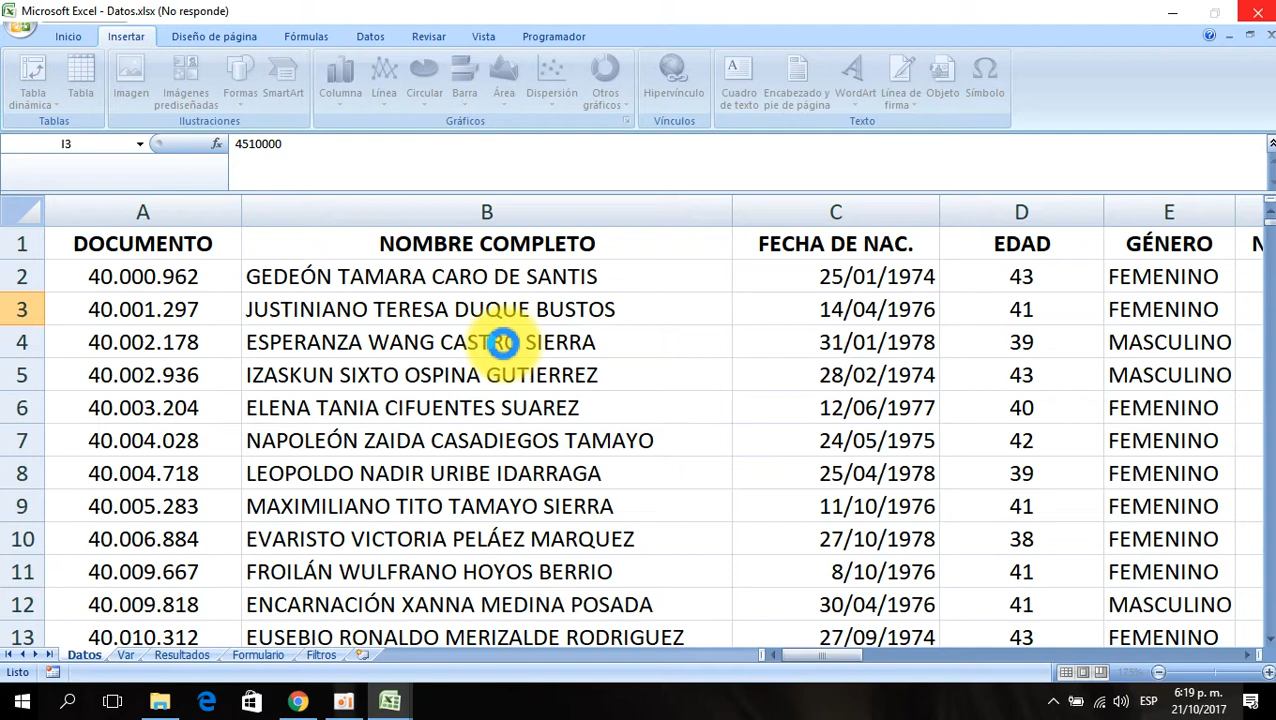 Microsoft Excel - Datos.xlsx (No responde)
Inicio Insertar Diseño de página Fórmulas Datos Revisar Vista Programador
Tabla dinámica Tabla Imagen Imágenes prediseñadas Formas SmartArt Columna Línea Circular Barra Área Dispersión Otros gráficos Hipervínculo Cuadro de texto Encabezado y pie de página WordArt Línea de firma Objeto Símbolo
Tablas Ilustraciones Gráficos Vínculos Texto
I3 fx 4510000
A B C D E
1 DOCUMENTO NOMBRE COMPLETO FECHA DE NAC. EDAD GÉNERO
2 40.000.962 GEDEÓN TAMARA CARO DE SANTIS 25/01/1974 43 FEMENINO
3 40.001.297 JUSTINIANO TERESA DUQUE BUSTOS 14/04/1976 41 FEMENINO
4 40.002.178 ESPERANZA WANG CASTRO SIERRA 31/01/1978 39 MASCULINO
5 40.002.936 IZASKUN SIXTO OSPINA GUTIERREZ 28/02/1974 43 MASCULINO
6 40.003.204 ELENA TANIA CIFUENTES SUAREZ 12/06/1977 40 FEMENINO
7 40.004.028 NAPOLEÓN ZAIDA CASADIEGOS TAMAYO 24/05/1975 42 FEMENINO
8 40.004.718 LEOPOLDO NADIR URIBE IDARRAGA 25/04/1978 39 FEMENINO
9 40.005.283 MAXIMILIANO TITO TAMAYO SIERRA 11/10/1976 41 FEMENINO
10 40.006.884 EVARISTO VICTORIA PELÁEZ MARQUEZ 27/10/1978 38 FEMENINO
11 40.009.667 FROILÁN WULFRANO HOYOS BERRIO 8/10/1976 41 FEMENINO
12 40.009.818 ENCARNACIÓN XANNA MEDINA POSADA 30/04/1976 41 MASCULINO
13 40.010.312 EUSEBIO RONALDO MERIZALDE RODRIGUEZ 27/09/1974 43 FEMENINO
Datos Var Resultados Formulario Filtros
Listo 175%
ESP 6:19 p. m.
21/10/2017